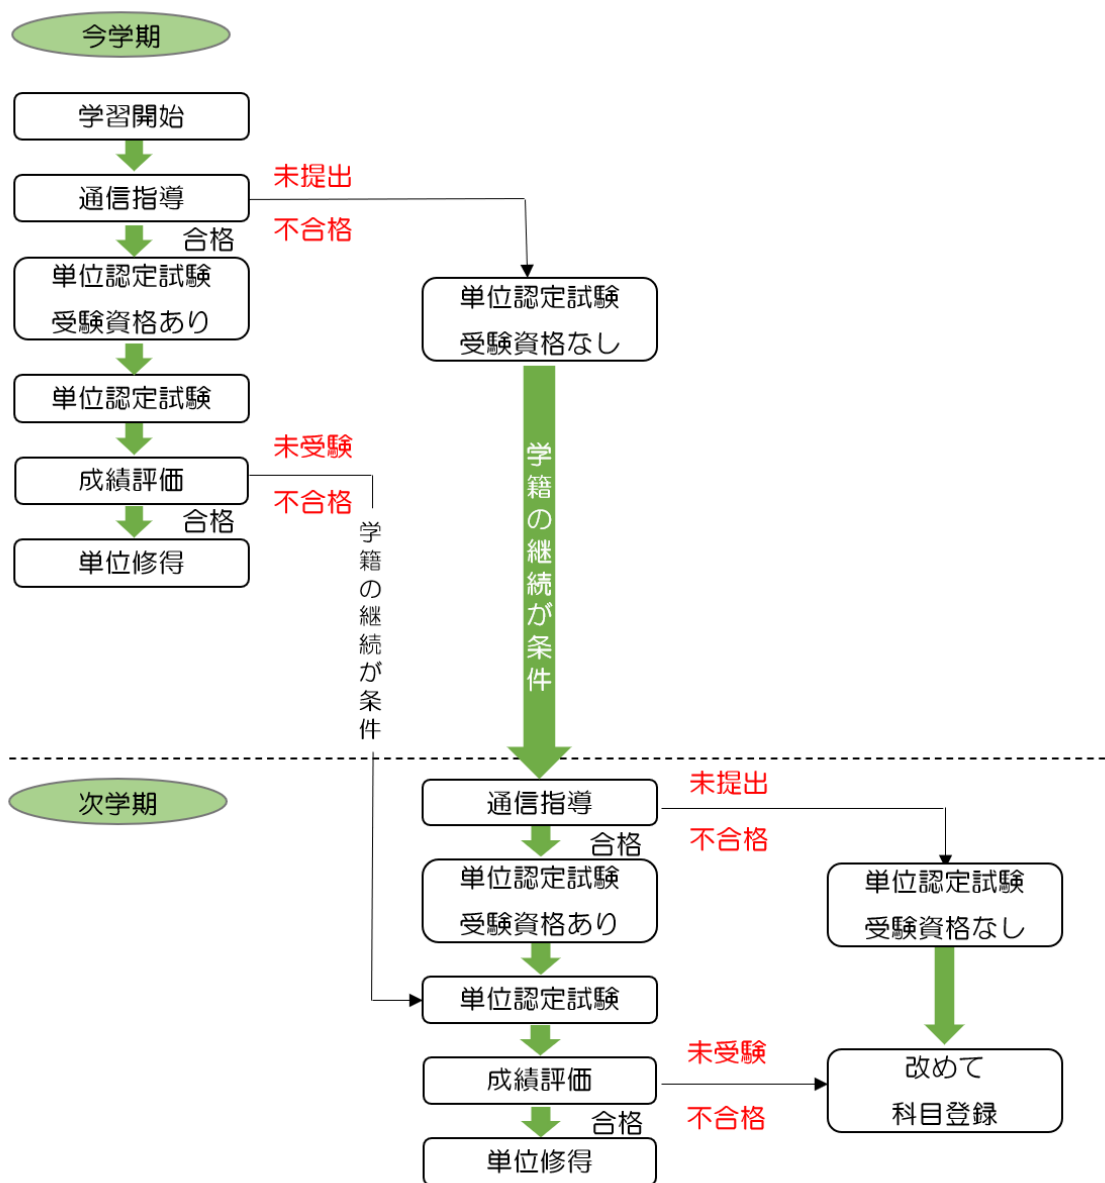 今学期
学習開始
通信指導
未提出
不合格
合格
単位認定試験
受験資格あり
単位認定試験
受験資格なし
単位認定試験
成績評価
未受験
不合格
合格
単位修得
学籍の継続が条件
学籍の継続が条件
次学期
通信指導
未提出
不合格
合格
単位認定試験
受験資格あり
単位認定試験
受験資格なし
単位認定試験
成績評価
未受験
不合格
合格
単位修得
改めて
科目登録